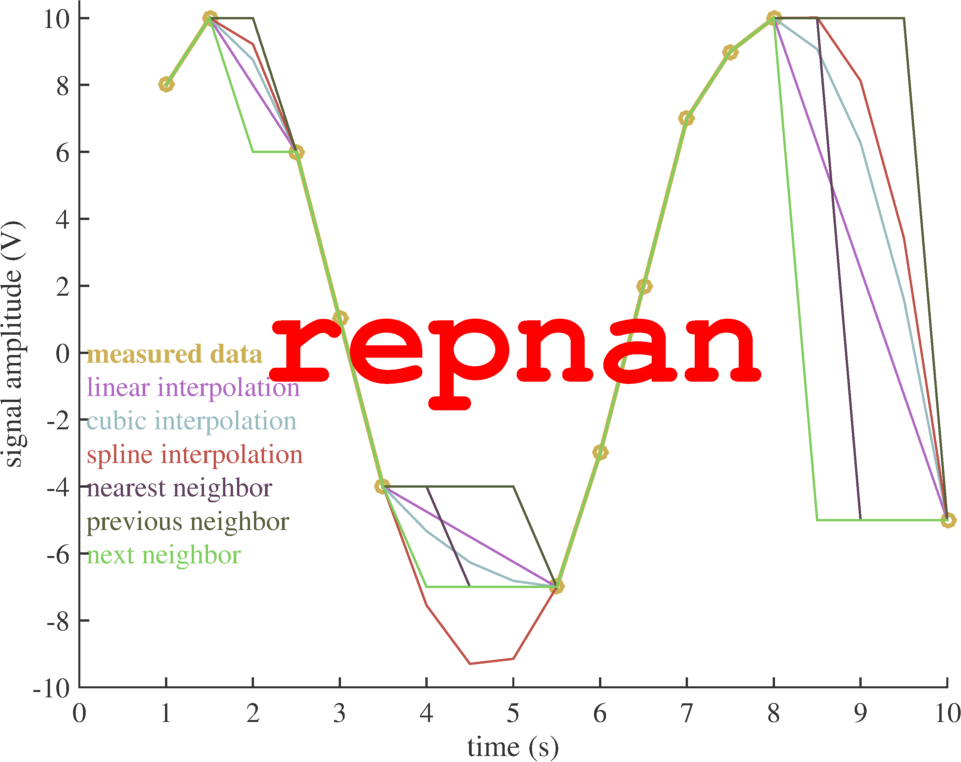 10
8
6
4
2
0
-2
-4
-6
-8
-10
signal amplitude (V)
repnan
measured data
linear interpolation
cubic interpolation
spline interpolation
nearest neighbor
previous neighbor
next neighbor
0 1 2 3 4 5 6 7 8 9 10
time (s)